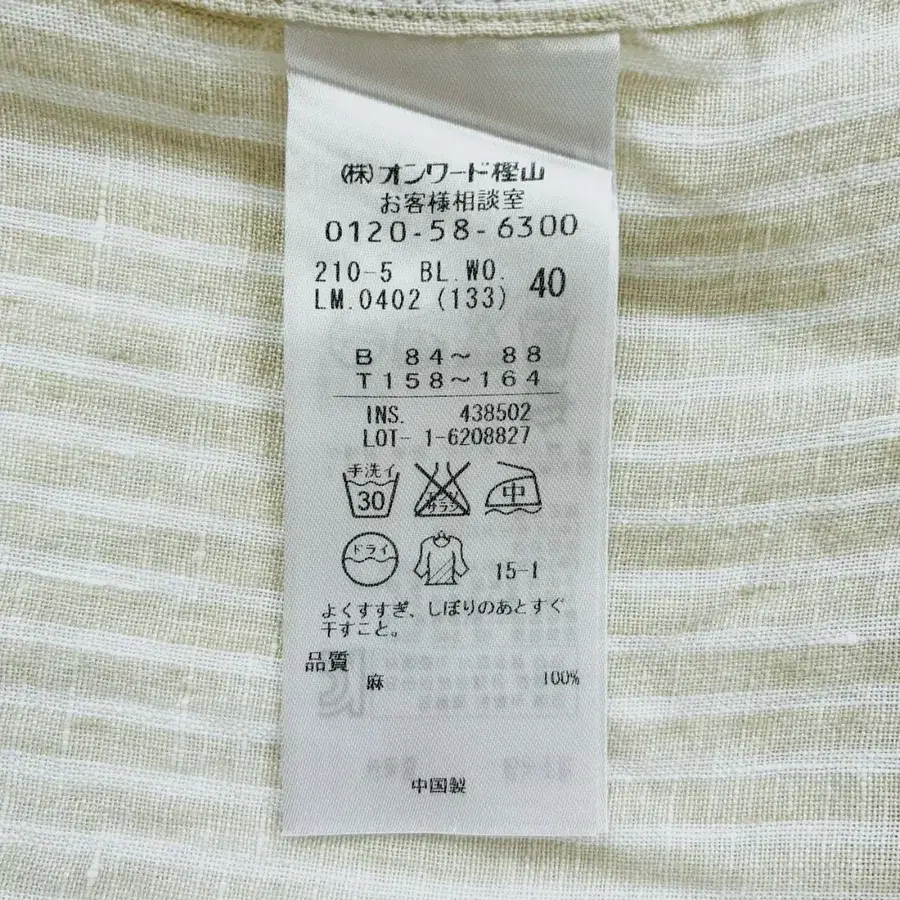 (株)オンワード樫山
お客様相談室
0120-58-6300
210-5 BL.WO. 40
LM.0402 (133)
B 84～ 88
T158～164
INS. 438502
LOT- 1-6208827
手洗イ
30
サラシ
中
ドライ
15-1
よくすすぎ、しぼりのあとすぐ
干すこと。
品質
麻 100%
中国製